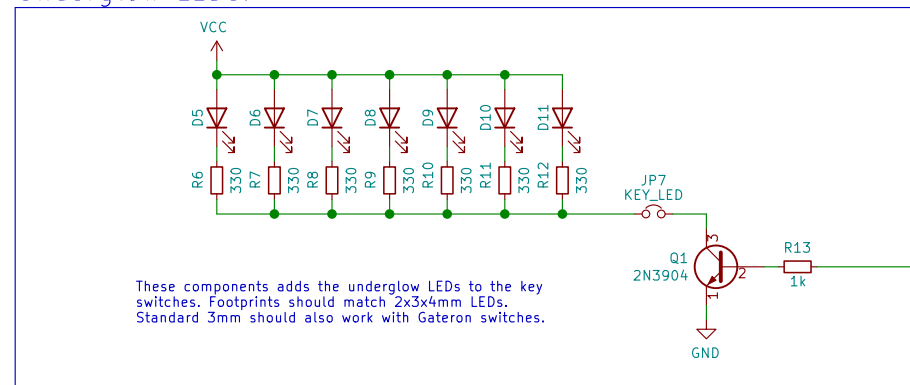 Underglow LEDs:
VCC
D5 D6 D7 D8 D9 D10 D11
R6 330 R7 330 R8 330 R9 330 R10 330 R11 330 R12 330
JP7
KEY_LED
3
Q1
2N3904
2
1
R13
1k
GND
These components adds the underglow LEDs to the key
switches. Footprints should match 2x3x4mm LEDs.
Standard 3mm should also work with Gateron switches.